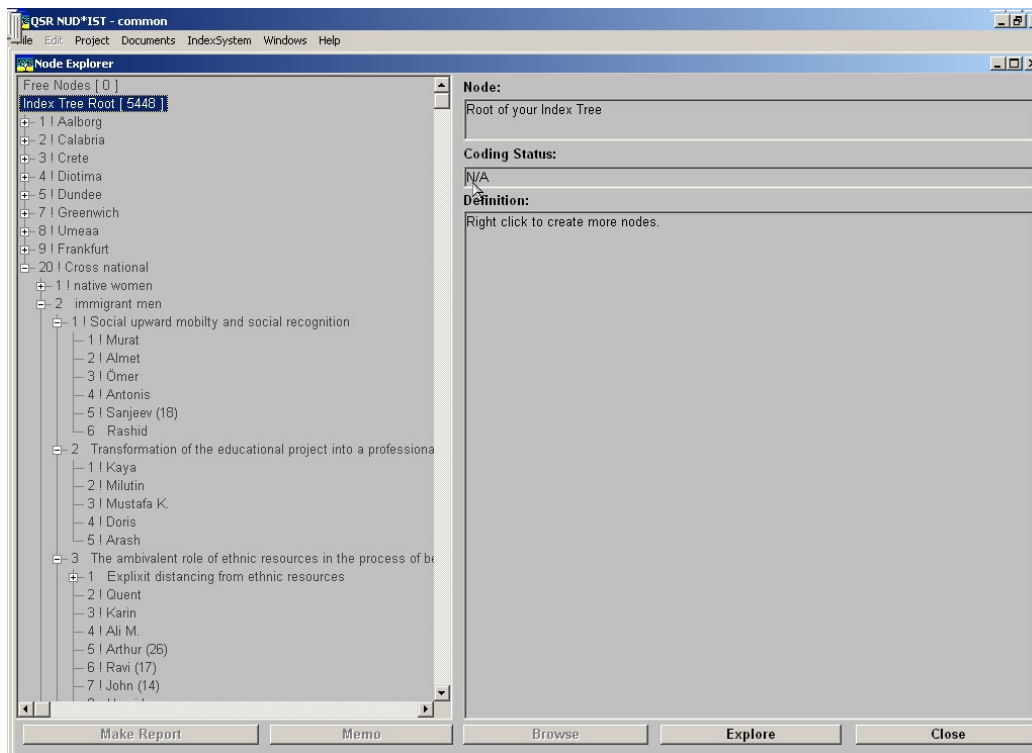 QSR NUD*IST - common
File Edit Project Documents IndexSystem Windows Help
Node Explorer
Free Nodes [ 0 ]
Index Tree Root [ 5448 ]
1 ! Aalborg
2 ! Calabria
3 ! Crete
4 ! Diotima
5 ! Dundee
7 ! Greenwich
8 ! Umeaa
9 ! Frankfurt
20 ! Cross national
1 ! native women
2 immigrant men
1 ! Social upward mobilty and social recognition
1 ! Murat
2 ! Almet
3 ! Ömer
4 ! Antonis
5 ! Sanjeev (18)
6 Rashid
2 Transformation of the educational project into a professiona
1 ! Kaya
2 ! Milutin
3 ! Mustafa K.
4 ! Doris
5 ! Arash
3 The ambivalent role of ethnic resources in the process of be
1 Explixit distancing from ethnic resources
2 ! Quent
3 ! Karin
4 ! Ali M.
5 ! Arthur (26)
6 ! Ravi (17)
7 ! John (14)
Node:
Root of your Index Tree
Coding Status:
N/A
Definition:
Right click to create more nodes.
Make Report Memo Browse Explore Close